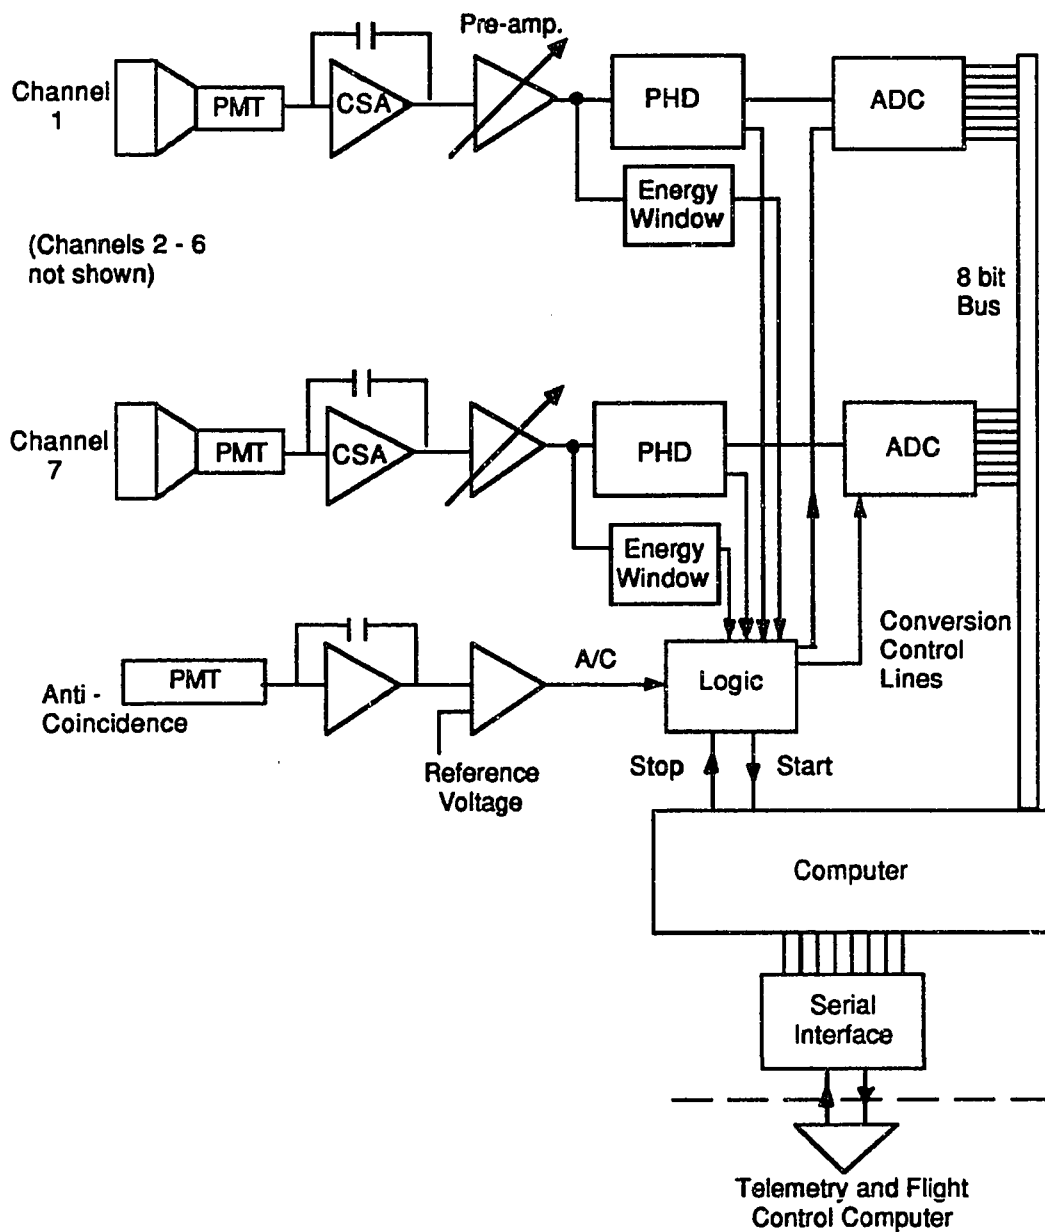 Pre-amp.
Channel
1
PMT
CSA
PHD
ADC
Energy
Window
(Channels 2 - 6
not shown)
8 bit
Bus
Channel
7
PMT
CSA
PHD
ADC
Energy
Window
Conversion
Control
Lines
Anti -
Coincidence
PMT
A/C
Logic
Reference
Voltage
Stop
Start
Computer
Serial
Interface
Telemetry and Flight
Control Computer